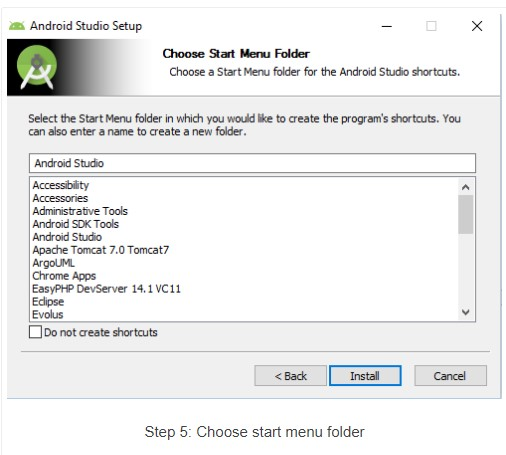 Android Studio Setup
Choose Start Menu Folder
Choose a Start Menu folder for the Android Studio shortcuts.
Select the Start Menu folder in which you would like to create the program's shortcuts. You
can also enter a name to create a new folder.
Android Studio
Accessibility
Accessories
Administrative Tools
Android SDK Tools
Android Studio
Apache Tomcat 7.0 Tomcat7
ArgoUML
Chrome Apps
EasyPHP DevServer 14.1 VC11
Eclipse
Evolus
Do not create shortcuts
< Back Install Cancel
Step 5: Choose start menu folder